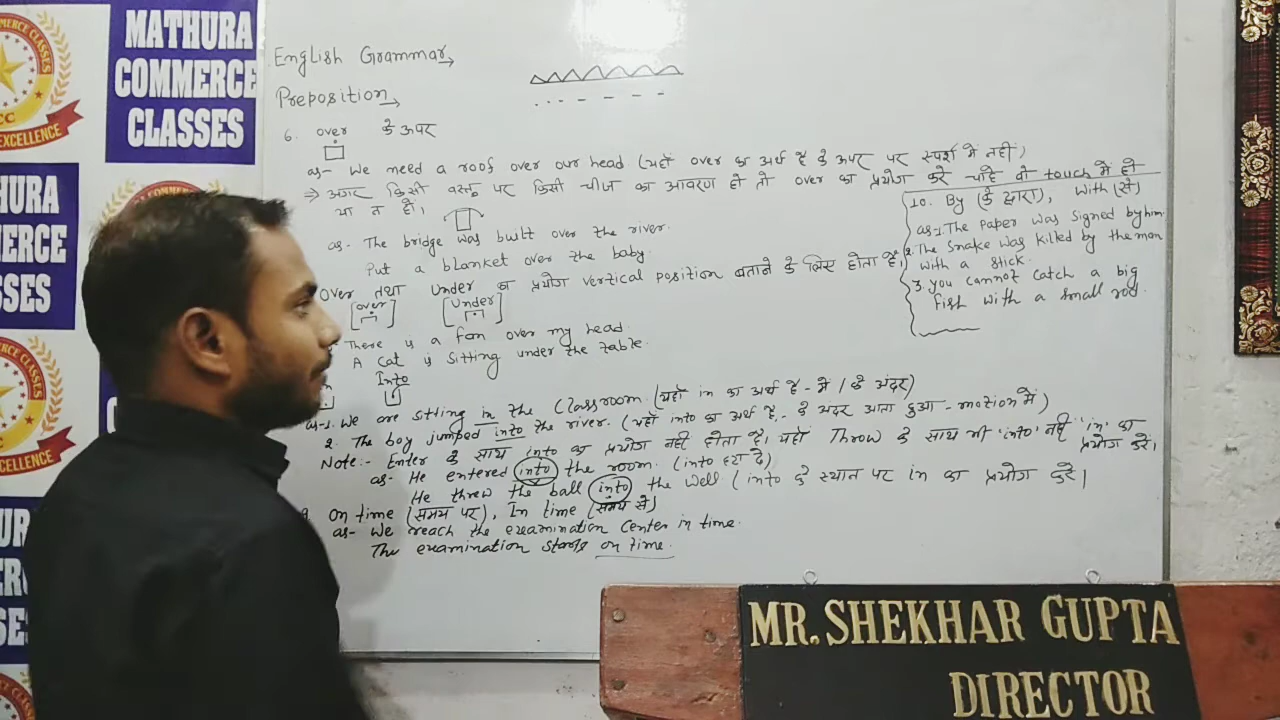 MATHURA
COMMERCE
CLASSES
COMMERCE CLASSES
CC
EXCELLENCE
HURA
MERCE
SSES
EXCELLENCE
English Grammar
Preposition
6. over के ऊपर
as- We need a roof over our head (यहाँ over का अर्थ है के ऊपर पर स्पर्श में नहीं)
⇒ अगर किसी वस्तु पर किसी चीज का आवरण हो तो over का प्रयोग करे चाहे वो touch में हो
या न हो।
as- The bridge was built over the river.
Put a blanket over the baby.
Over तथा Under का प्रयोग vertical position बताने के लिए होता है।
over Under
There is a fan over my head.
A cat is sitting under the table.
Into
as-1. We are sitting in the classroom. (यहाँ in का अर्थ है - में / के अंदर)
2. The boy jumped into the river. (यहाँ into का अर्थ है, - के अंदर आता हुआ - motion में)
Note:- Enter के साथ into का प्रयोग नहीं होता है। यहाँ Throw के साथ भी 'into' नहीं 'in' का प्रयोग करे।
as- He entered into the room. (into हटा दे)
He threw the ball into the well (into के स्थान पर in का प्रयोग करे।
On time (समय पर), In time (समय से)
as- We reach the examination center in time.
The examination starts on time.
10. By (के द्वारा), With (से)
as-1. The Paper was signed by him.
2. The snake was killed by the man
with a stick.
3. You cannot catch a big
fish with a small rod.
MR. SHEKHAR GUPTA
DIRECTOR